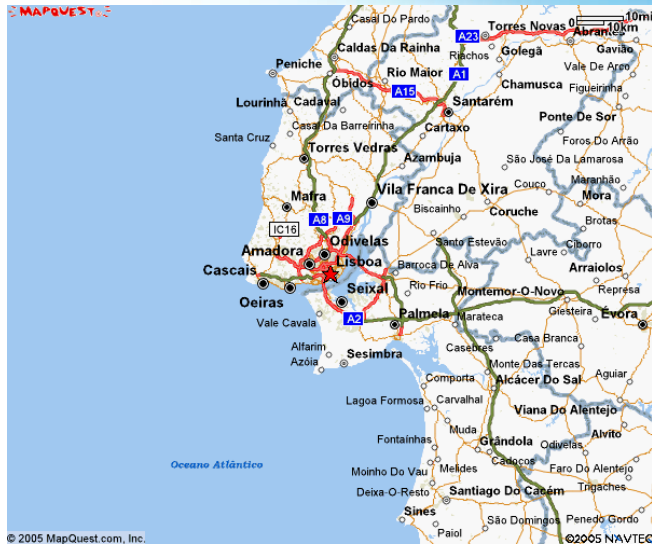 MAPQUEST.
Casal Do Pardo
A23
Torres Novas
0 10mi
10km
Abrantes
Caldas Da Rainha
Riachos
Golegã
Gavião
Peniche
A1
Vale De Arco
Óbidos
Rio Maior
Chamusca
Figueirinha
A15
Lourinhã
Cadaval
Santarém
Ponte De Sor
Casal Da Barreirinha
Cartaxo
Santa Cruz
Foros Do Arrão
Torres Vedras
Azambuja
São José Da Lamarosa
Maranhão
Mafra
Vila Franca De Xira
Couço
Mora
A8
A9
Biscainho
Coruche
Brotas
IC16
Odivelas
Santo Estevão
Ciborro
Amadora
Lisboa
Lavre
Cascais
Barroca De Alva
Arraiolos
Seixal
Rio Frio
Represa
Oeiras
Montemor-O-Novo
Giesteira
Vale Cavala
A2
Palmela
Marateca
Évora
Alfarim
Casebres
Casa Branca
Azóia
Sesimbra
Monte Das Tercas
Comporta
Aguiar
Alcácer Do Sal
Lagoa Formosa
Carvalhal
Viana Do Alentejo
Muda
Alvito
Fontaínhas
Grândola
Odivelas
Oceano Atlântico
Cadoços
Moinho Do Vau
Melides
Faro Do Alentejo
Deixa-O-Resto
Trigaches
Santiago Do Cacém
Sines
São Domingos
Penedo Gordo
Paiol
© 2005 MapQuest.com, Inc.
©2005 NAVTEQ